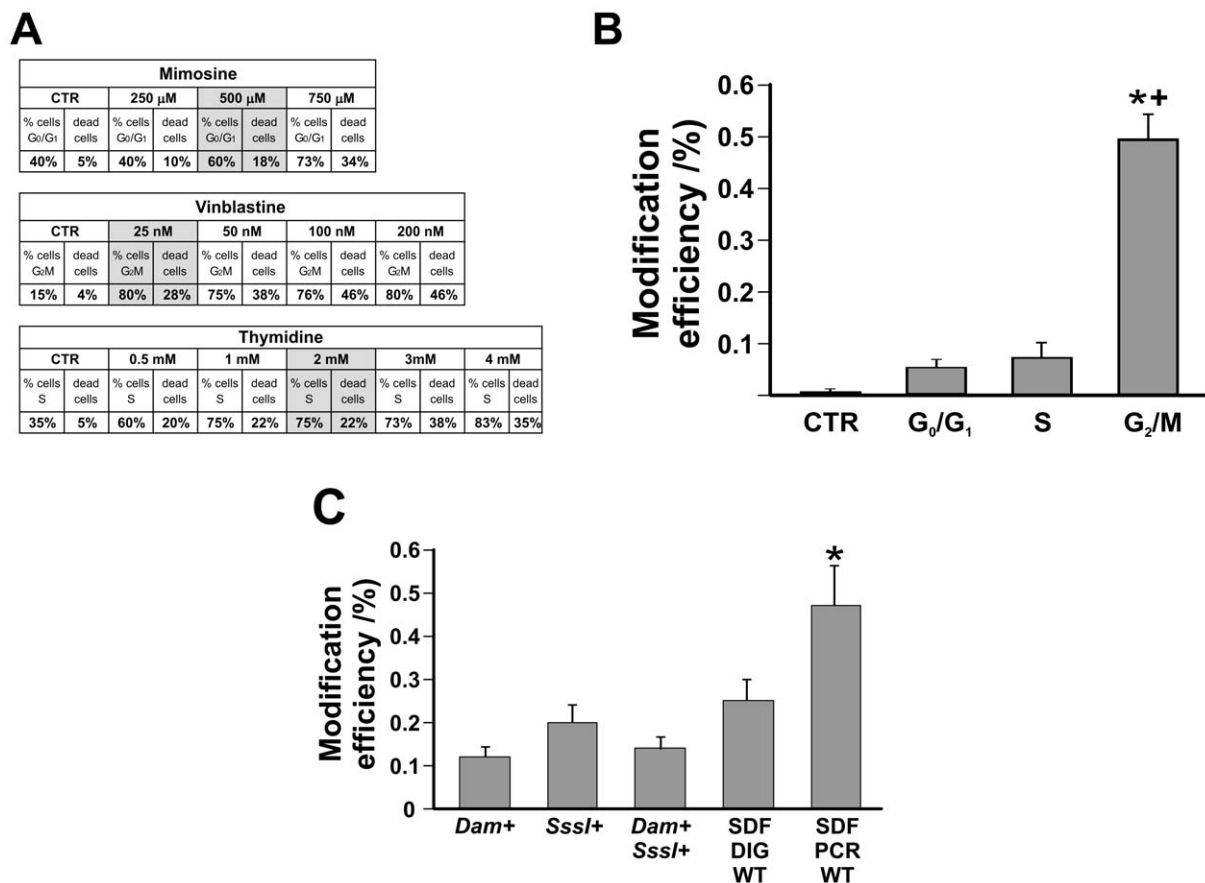 A
Mimosine
CTR 250 µM 500 µM 750 µM
% cells G0/G1 dead cells % cells G0/G1 dead cells % cells G0/G1 dead cells % cells G0/G1 dead cells
40% 5% 40% 10% 60% 18% 73% 34%
Vinblastine
CTR 25 nM 50 nM 100 nM 200 nM
% cells G2M dead cells % cells G2M dead cells % cells G2M dead cells % cells G2M dead cells % cells G2M dead cells
15% 4% 80% 28% 75% 38% 76% 46% 80% 46%
Thymidine
CTR 0.5 mM 1 mM 2 mM 3mM 4 mM
% cells S dead cells % cells S dead cells % cells S dead cells % cells S dead cells % cells S dead cells % cells S dead cells
35% 5% 60% 20% 75% 22% 75% 22% 73% 38% 83% 35%
B
Modification
efficiency /%)
0.6
0.5
0.3
0.2
0.1
*+
CTR G0/G1 S G2/M
C
Modification
efficiency /%)
0.6
0.5
0.4
0.3
0.2
0.1
0
*
Dam+ SssI+ Dam+ SDF SDF
SssI+ DIG PCR
WT WT